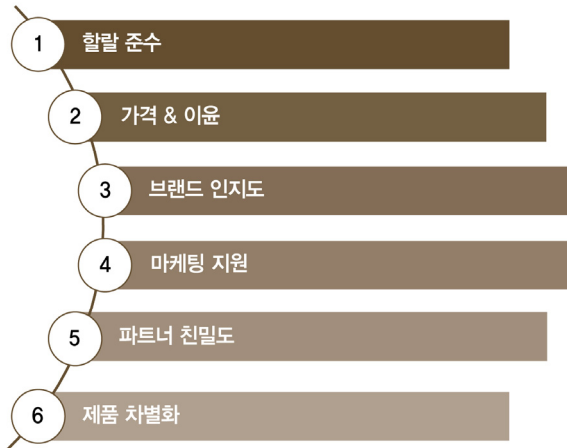 1 할랄 준수
2 가격 & 이윤
3 브랜드 인지도
4 마케팅 지원
5 파트너 친밀도
6 제품 차별화